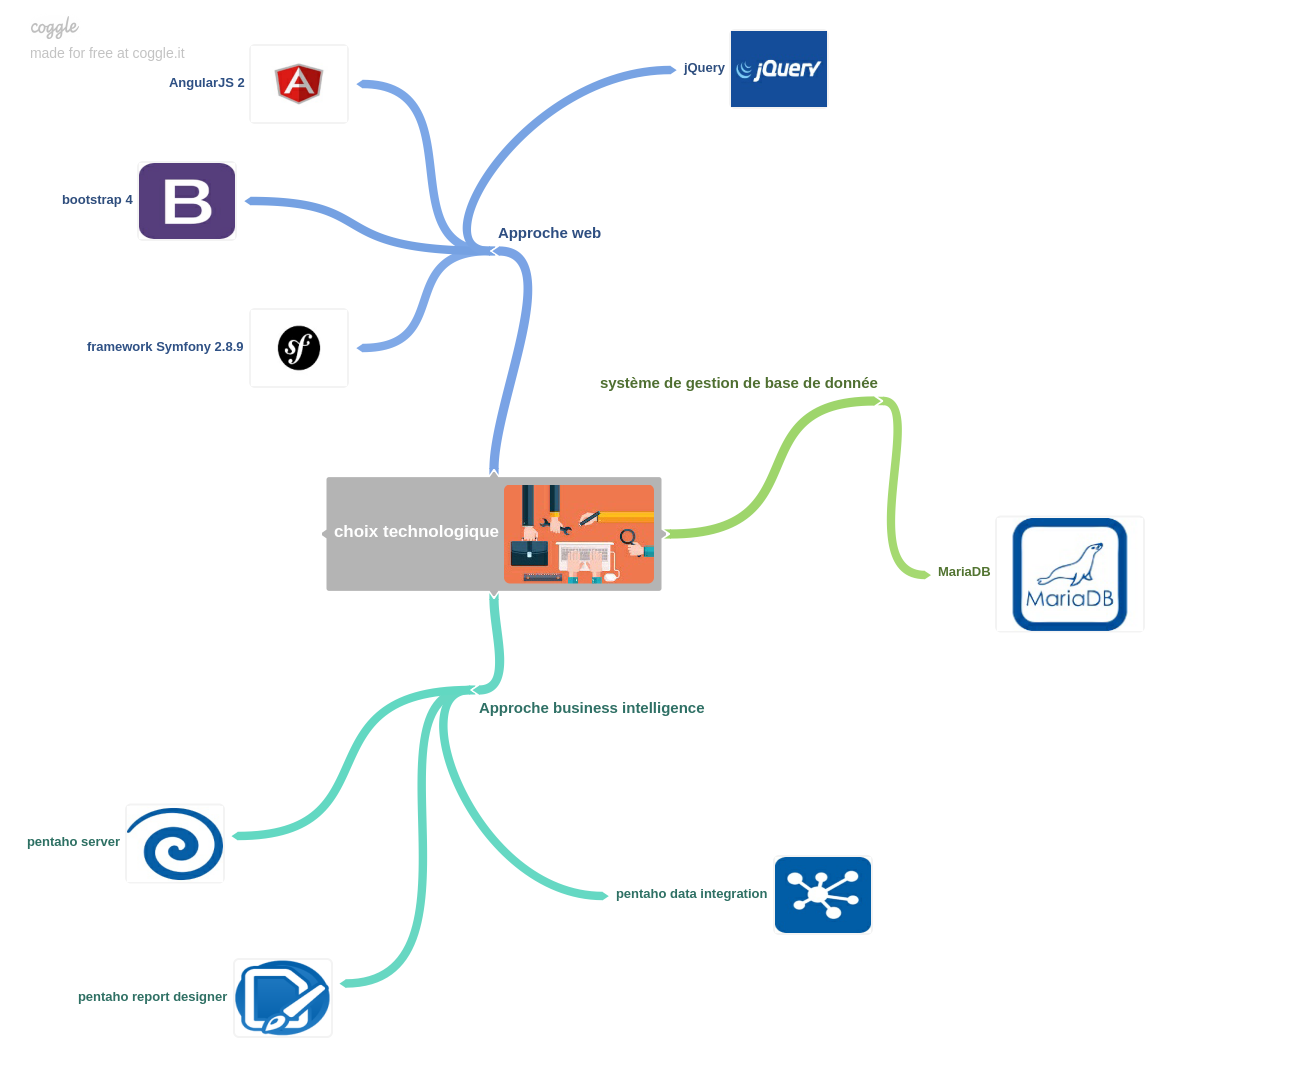 coggle
made for free at coggle.it
AngularJS 2
jQuery
jQuery
bootstrap 4
B
Approche web
framework Symfony 2.8.9
sf
système de gestion de base de donnée
choix technologique
MariaDB
MariaDB
Approche business intelligence
pentaho server
pentaho data integration
pentaho report designer